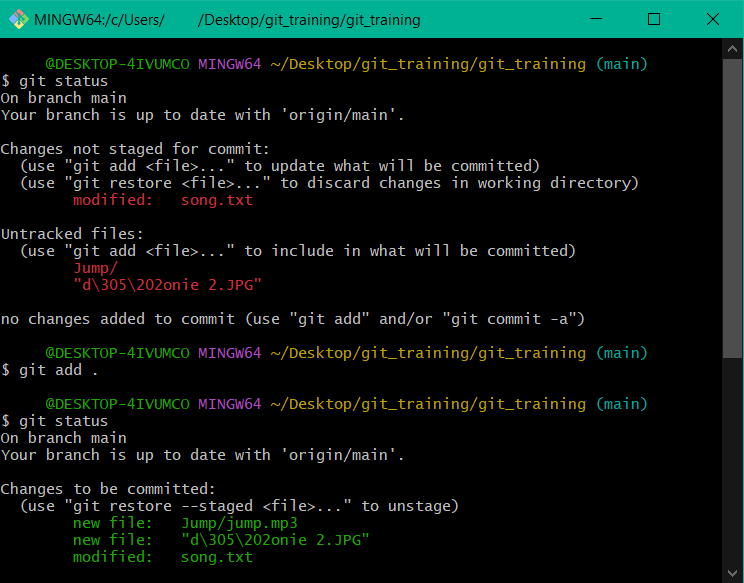 MINGW64:/c/Users/ /Desktop/git_training/git_training
@DESKTOP-4IVUMCO MINGW64 ~/Desktop/git_training/git_training (main)
$ git status
On branch main
Your branch is up to date with 'origin/main'.
Changes not staged for commit:
(use "git add <file>..." to update what will be committed)
(use "git restore <file>..." to discard changes in working directory)
modified: song.txt
Untracked files:
(use "git add <file>..." to include in what will be committed)
Jump/
"d\305\202onie 2.JPG"
no changes added to commit (use "git add" and/or "git commit -a")
@DESKTOP-4IVUMCO MINGW64 ~/Desktop/git_training/git_training (main)
$ git add .
@DESKTOP-4IVUMCO MINGW64 ~/Desktop/git_training/git_training (main)
$ git status
On branch main
Your branch is up to date with 'origin/main'.
Changes to be committed:
(use "git restore --staged <file>..." to unstage)
new file: Jump/jump.mp3
new file: "d\305\202onie 2.JPG"
modified: song.txt